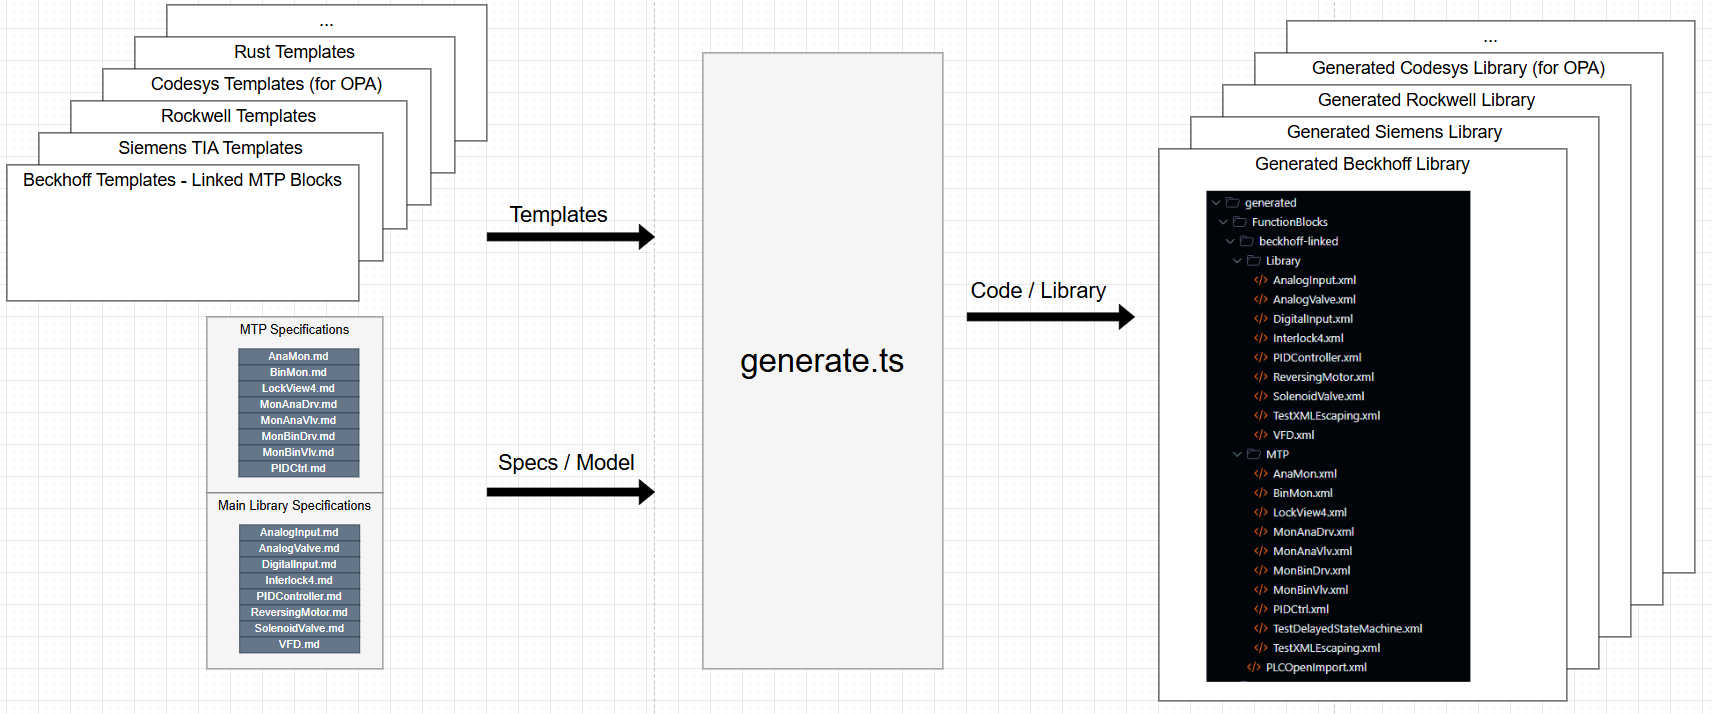 ...
Rust Templates
Codesys Templates (for OPA)
Rockwell Templates
Siemens TIA Templates
Beckhoff Templates - Linked MTP Blocks
MTP Specifications
AnaMon.md
BinMon.md
LockView4.md
MonAnaDrv.md
MonAnaVlv.md
MonBinDrv.md
MonBinVlv.md
PIDCtrl.md
Main Library Specifications
AnalogInput.md
AnalogValve.md
DigitalInput.md
Interlock4.md
PIDController.md
ReversingMotor.md
SolenoidValve.md
VFD.md
Templates
Specs / Model
generate.ts
Code / Library
...
Generated Codesys Library (for OPA)
Generated Rockwell Library
Generated Siemens Library
Generated Beckhoff Library
generated
FunctionBlocks
beckhoff-linked
Library
</> AnalogInput.xml
</> AnalogValve.xml
</> DigitalInput.xml
</> Interlock4.xml
</> PIDController.xml
</> ReversingMotor.xml
</> SolenoidValve.xml
</> TestXMLEscaping.xml
</> VFD.xml
MTP
</> AnaMon.xml
</> BinMon.xml
</> LockView4.xml
</> MonAnaDrv.xml
</> MonAnaVlv.xml
</> MonBinDrv.xml
</> MonBinVlv.xml
</> PIDCtrl.xml
</> TestDelayedStateMachine.xml
</> TestXMLEscaping.xml
</> PLCOpenImport.xml